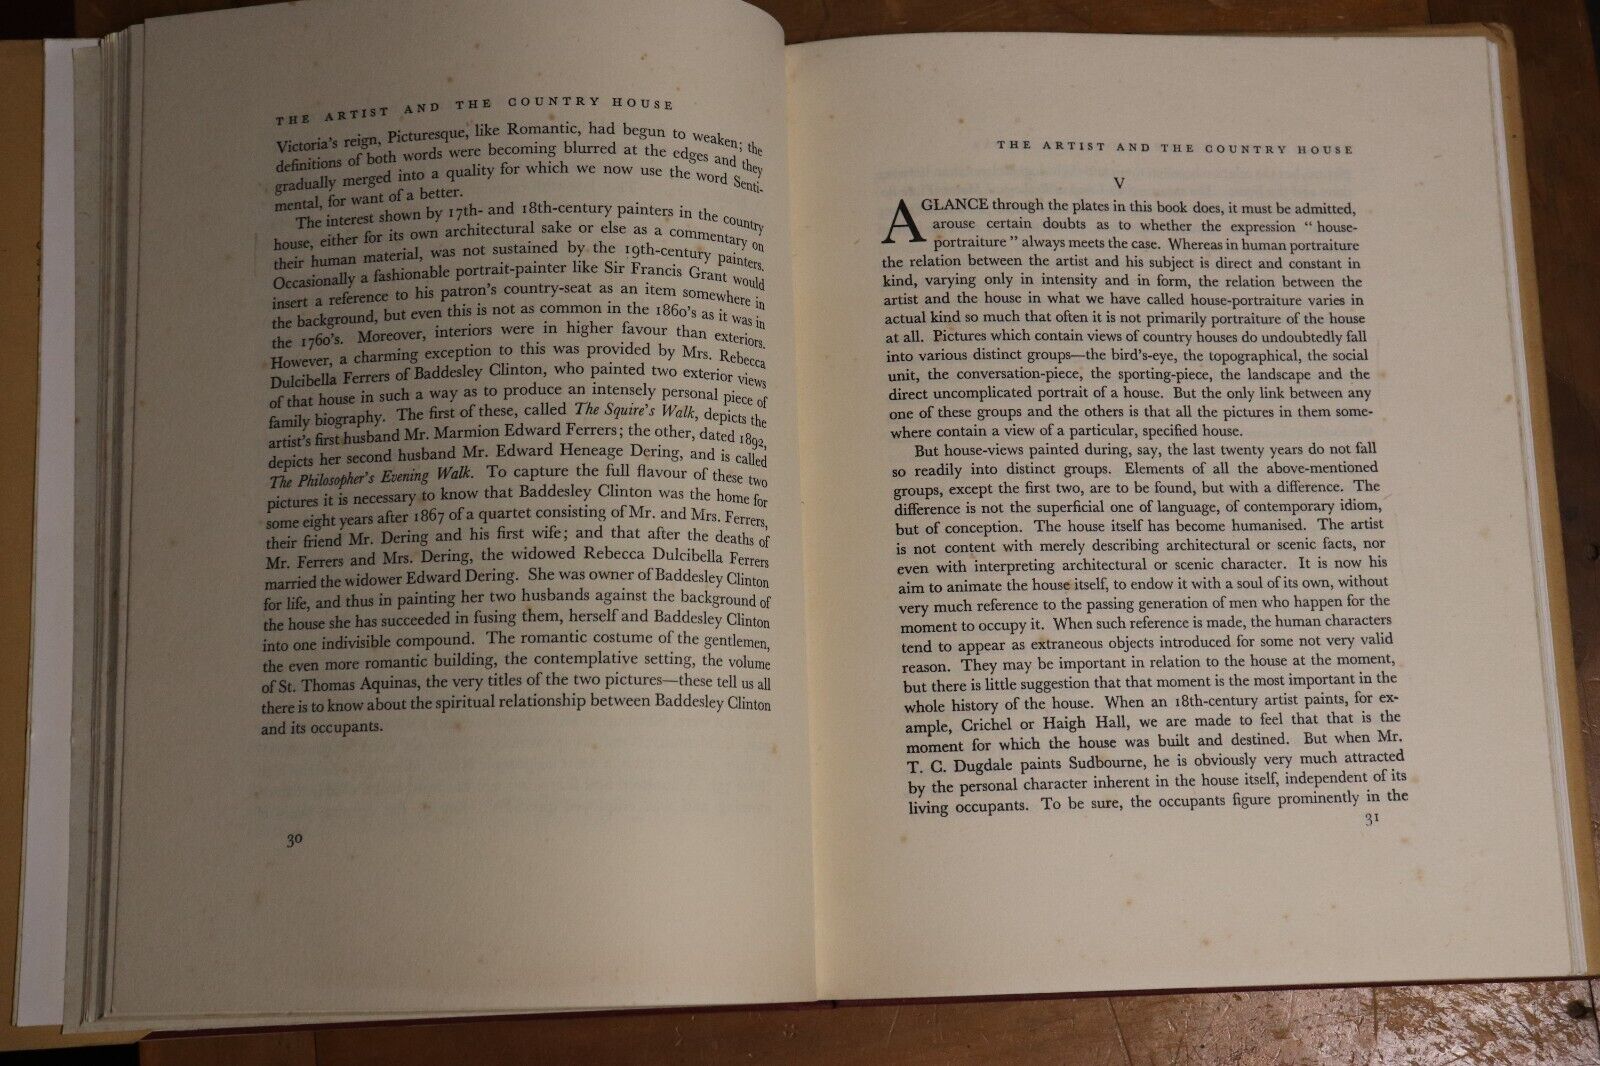 THE ARTIST AND THE COUNTRY HOUSE
Victoria's reign, Picturesque, like Romantic, had begun to weaken; the
definitions of both words were becoming blurred at the edges and they
gradually merged into a quality for which we now use the word Senti-
mental, for want of a better.
The interest shown by 17th- and 18th-century painters in the country
house, either for its own architectural sake or else as a commentary on
their human material, was not sustained by the 19th-century painters.
Occasionally a fashionable portrait-painter like Sir Francis Grant would
insert a reference to his patron's country-seat as an item somewhere in
the background, but even this is not as common in the 1860's as it was in
the 1760's. Moreover, interiors were in higher favour than exteriors.
However, a charming exception to this was provided by Mrs. Rebecca
Dulcibella Ferrers of Baddesley Clinton, who painted two exterior views
of that house in such a way as to produce an intensely personal piece of
family biography. The first of these, called The Squire's Walk, depicts the
artist's first husband Mr. Marmion Edward Ferrers; the other, dated 1892,
depicts her second husband Mr. Edward Heneage Dering, and is called
The Philosopher's Evening Walk. To capture the full flavour of these two
pictures it is necessary to know that Baddesley Clinton was the home for
some eight years after 1867 of a quartet consisting of Mr. and Mrs. Ferrers,
their friend Mr. Dering and his first wife; and that after the deaths of
Mr. Ferrers and Mrs. Dering, the widowed Rebecca Dulcibella Ferrers
married the widower Edward Dering. She was owner of Baddesley Clinton
for life, and thus in painting her two husbands against the background of
the house she has succeeded in fusing them, herself and Baddesley Clinton
into one indivisible compound. The romantic costume of the gentlemen,
the even more romantic building, the contemplative setting, the volume
of St. Thomas Aquinas, the very titles of the two pictures—these tell us all
there is to know about the spiritual relationship between Baddesley Clinton
and its occupants.
30
THE ARTIST AND THE COUNTRY HOUSE
V
A GLANCE through the plates in this book does, it must be admitted,
arouse certain doubts as to whether the expression " house-
portraiture " always meets the case. Whereas in human portraiture
the relation between the artist and his subject is direct and constant in
kind, varying only in intensity and in form, the relation between the
artist and the house in what we have called house-portraiture varies in
actual kind so much that often it is not primarily portraiture of the house
at all. Pictures which contain views of country houses do undoubtedly fall
into various distinct groups—the bird's-eye, the topographical, the social
unit, the conversation-piece, the sporting-piece, the landscape and the
direct uncomplicated portrait of a house. But the only link between any
one of these groups and the others is that all the pictures in them some-
where contain a view of a particular, specified house.
But house-views painted during, say, the last twenty years do not fall
so readily into distinct groups. Elements of all the above-mentioned
groups, except the first two, are to be found, but with a difference. The
difference is not the superficial one of language, of contemporary idiom,
but of conception. The house itself has become humanised. The artist
is not content with merely describing architectural or scenic facts, nor
even with interpreting architectural or scenic character. It is now his
aim to animate the house itself, to endow it with a soul of its own, without
very much reference to the passing generation of men who happen for the
moment to occupy it. When such reference is made, the human characters
tend to appear as extraneous objects introduced for some not very valid
reason. They may be important in relation to the house at the moment,
but there is little suggestion that that moment is the most important in the
whole history of the house. When an 18th-century artist paints, for ex-
ample, Crichel or Haigh Hall, we are made to feel that that is the
moment for which the house was built and destined. But when Mr.
T. C. Dugdale paints Sudbourne, he is obviously very much attracted
by the personal character inherent in the house itself, independent of its
living occupants. To be sure, the occupants figure prominently in the
31